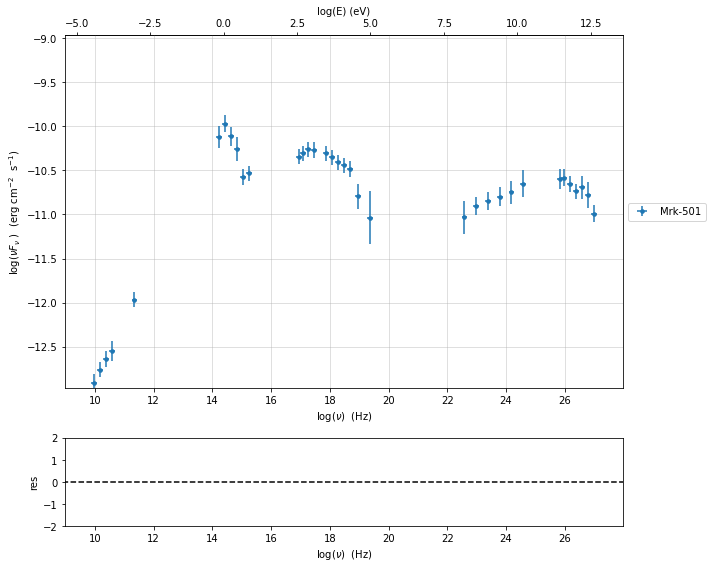 log(E) (eV)
−5.0 −2.5 0.0 2.5 5.0 7.5 10.0 12.5
−9.0
−9.5
−10.0
−10.5
−11.0
−11.5
−12.0
−12.5
log(νFν ) (erg cm⁻² s⁻¹)
Mrk-501
10 12 14 16 18 20 22 24 26
log(ν) (Hz)
2
1
0
−1
−2
res
10 12 14 16 18 20 22 24 26
log(ν) (Hz)